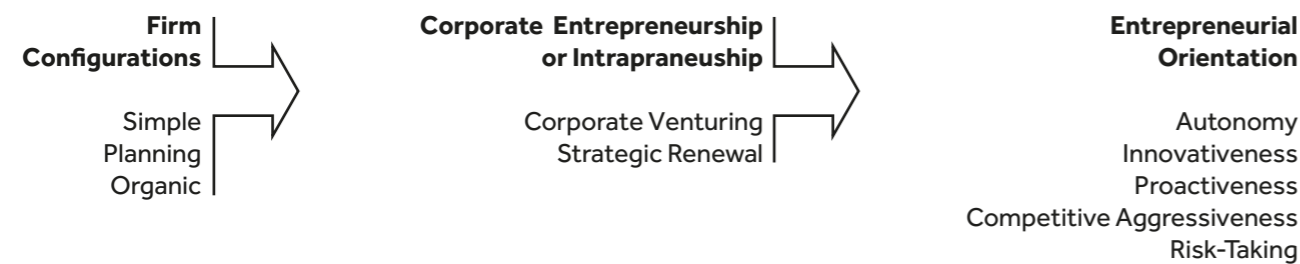 Firm
Configurations
Simple
Planning
Organic
Corporate Entrepreneurship
or Intrapraneuship
Corporate Venturing
Strategic Renewal
Entrepreneurial
Orientation
Autonomy
Innovativeness
Proactiveness
Competitive Aggressiveness
Risk-Taking